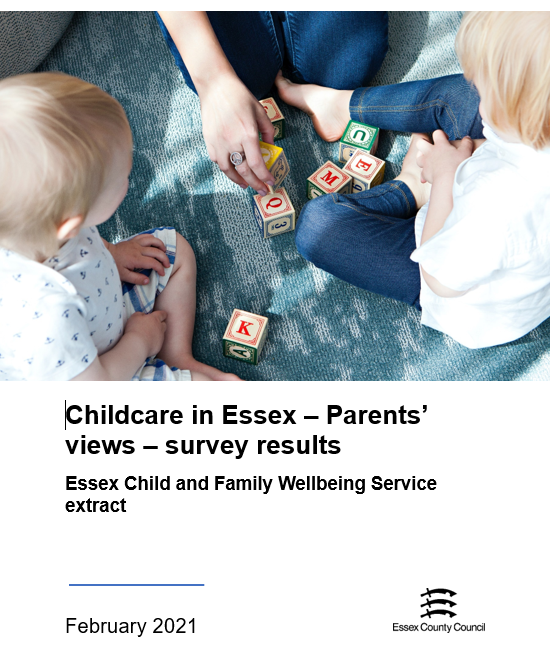 U
E
M
Q
3
K
A
Childcare in Essex – Parents’
views – survey results
Essex Child and Family Wellbeing Service
extract
February 2021
Essex County Council